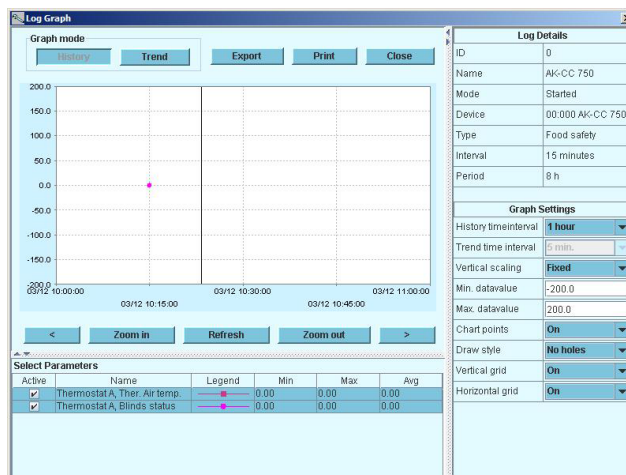 Log Graph
Graph mode
History Trend Export Print Close
200.0
150.0
100.0
50.0
0.0
-50.0
-100.0
-150.0
-200.0
03/12 10:00:00 03/12 10:30:00 03/12 11:00:00
03/12 10:15:00 03/12 10:45:00
< Zoom in Refresh Zoom out >
Select Parameters
Active Name Legend Min Max Avg
Thermostat A, Ther. Air temp. 0.00 0.00 0.00
Thermostat A, Blinds status 0.00 0.00 0.00
Log Details
ID 0
Name AK-CC 750
Mode Started
Device 00:000 AK-CC 750
Type Food safety
Interval 15 minutes
Period 8 h
Graph Settings
History timeinterval 1 hour
Trend time interval 5 min.
Vertical scaling Fixed
Min. datavalue -200.0
Max. datavalue 200.0
Chart points On
Draw style No holes
Vertical grid On
Horizontal grid On